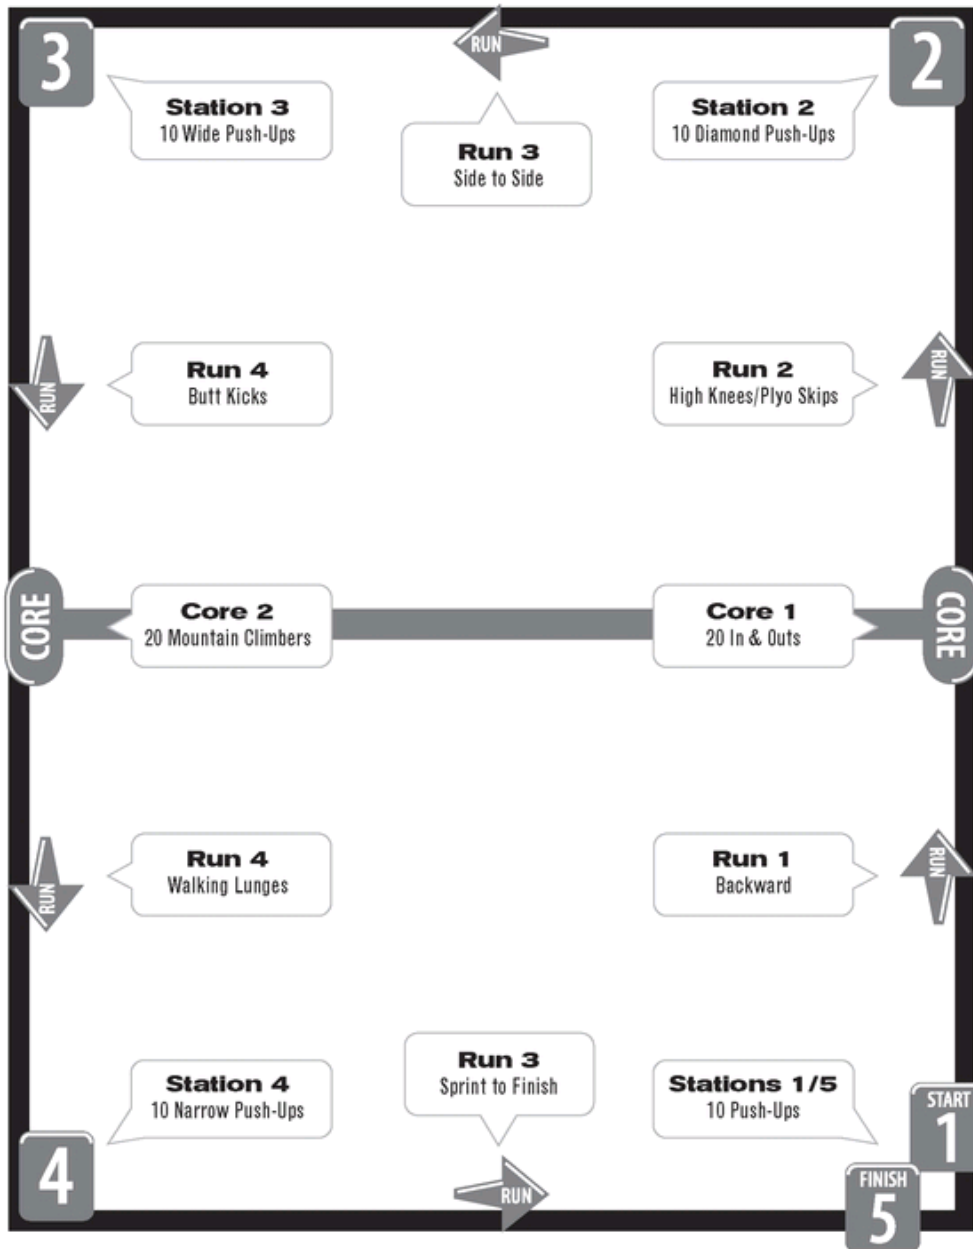 3
RUN
2
Station 3
10 Wide Push-Ups
Run 3
Side to Side
Station 2
10 Diamond Push-Ups
RUN
Run 4
Butt Kicks
Run 2
High Knees/Plyo Skips
RUN
CORE
Core 2
20 Mountain Climbers
Core 1
20 In & Outs
CORE
RUN
Run 4
Walking Lunges
Run 1
Backward
RUN
Station 4
10 Narrow Push-Ups
Run 3
Sprint to Finish
Stations 1/5
10 Push-Ups
START
1
4
RUN
FINISH
5